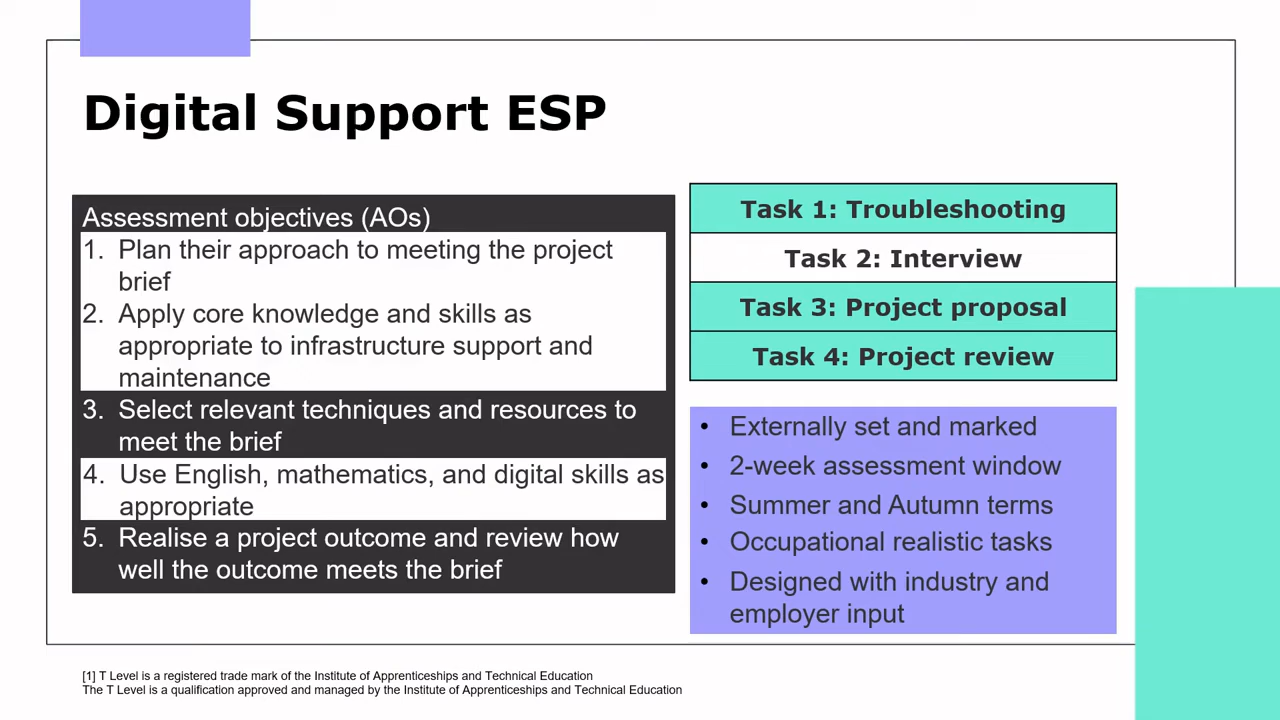 Digital Support ESP
Assessment objectives (AOs)
1. Plan their approach to meeting the project
brief
2. Apply core knowledge and skills as
appropriate to infrastructure support and
maintenance
3. Select relevant techniques and resources to
meet the brief
4. Use English, mathematics, and digital skills as
appropriate
5. Realise a project outcome and review how
well the outcome meets the brief
Task 1: Troubleshooting
Task 2: Interview
Task 3: Project proposal
Task 4: Project review
• Externally set and marked
• 2-week assessment window
• Summer and Autumn terms
• Occupational realistic tasks
• Designed with industry and
employer input
[1] T Level is a registered trade mark of the Institute of Apprenticeships and Technical Education
The T Level is a qualification approved and managed by the Institute of Apprenticeships and Technical Education